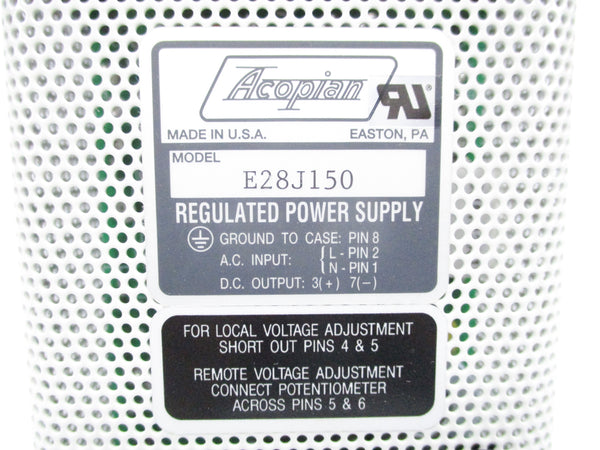 Acopian
MADE IN U.S.A. EASTON, PA
MODEL
E28J150
REGULATED POWER SUPPLY
GROUND TO CASE: PIN 8
A.C. INPUT: { L - PIN 2
N - PIN 1
D.C. OUTPUT: 3(+) 7(−)
FOR LOCAL VOLTAGE ADJUSTMENT
SHORT OUT PINS 4 & 5
REMOTE VOLTAGE ADJUSTMENT
CONNECT POTENTIOMETER
ACROSS PINS 5 & 6